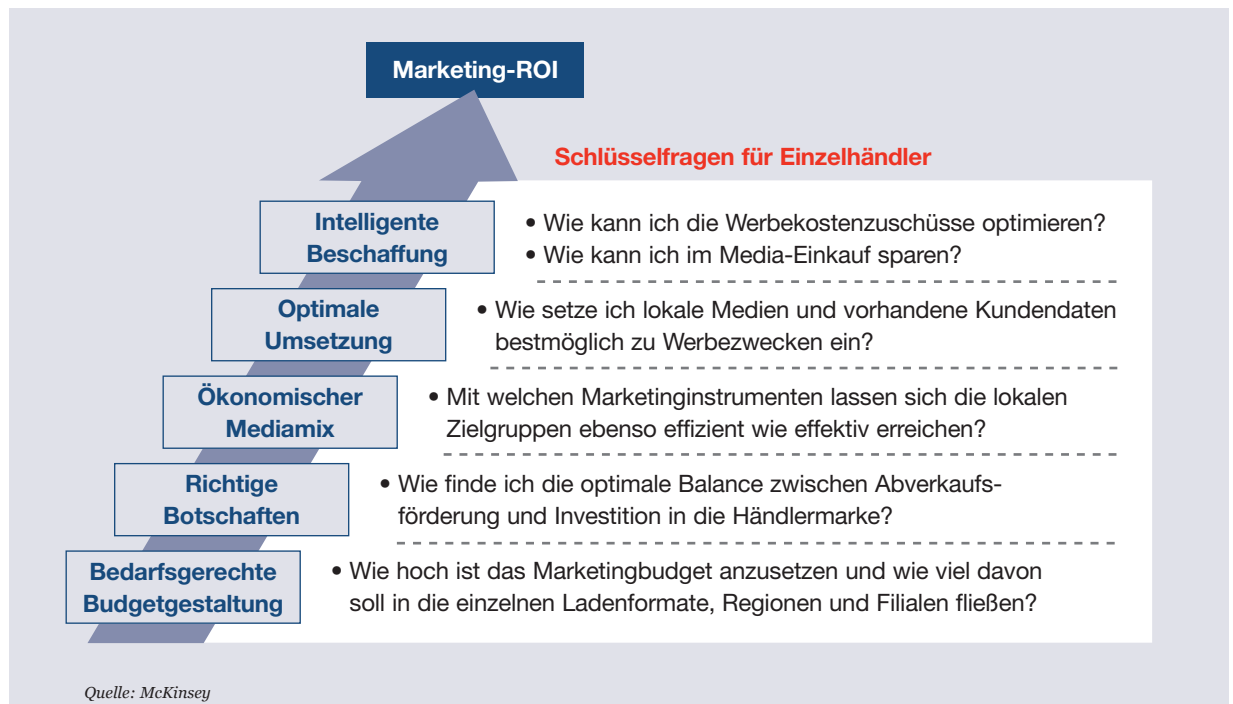 Marketing-ROI
Schlüsselfragen für Einzelhändler
Intelligente
Beschaffung
• Wie kann ich die Werbekostenzuschüsse optimieren?
• Wie kann ich im Media-Einkauf sparen?
Optimale
Umsetzung
• Wie setze ich lokale Medien und vorhandene Kundendaten
bestmöglich zu Werbezwecken ein?
Ökonomischer
Mediamix
• Mit welchen Marketinginstrumenten lassen sich die lokalen
Zielgruppen ebenso effizient wie effektiv erreichen?
Richtige
Botschaften
• Wie finde ich die optimale Balance zwischen Abverkaufs-
förderung und Investition in die Händlermarke?
Bedarfsgerechte
Budgetgestaltung
• Wie hoch ist das Marketingbudget anzusetzen und wie viel davon
soll in die einzelnen Ladenformate, Regionen und Filialen fließen?
Quelle: McKinsey